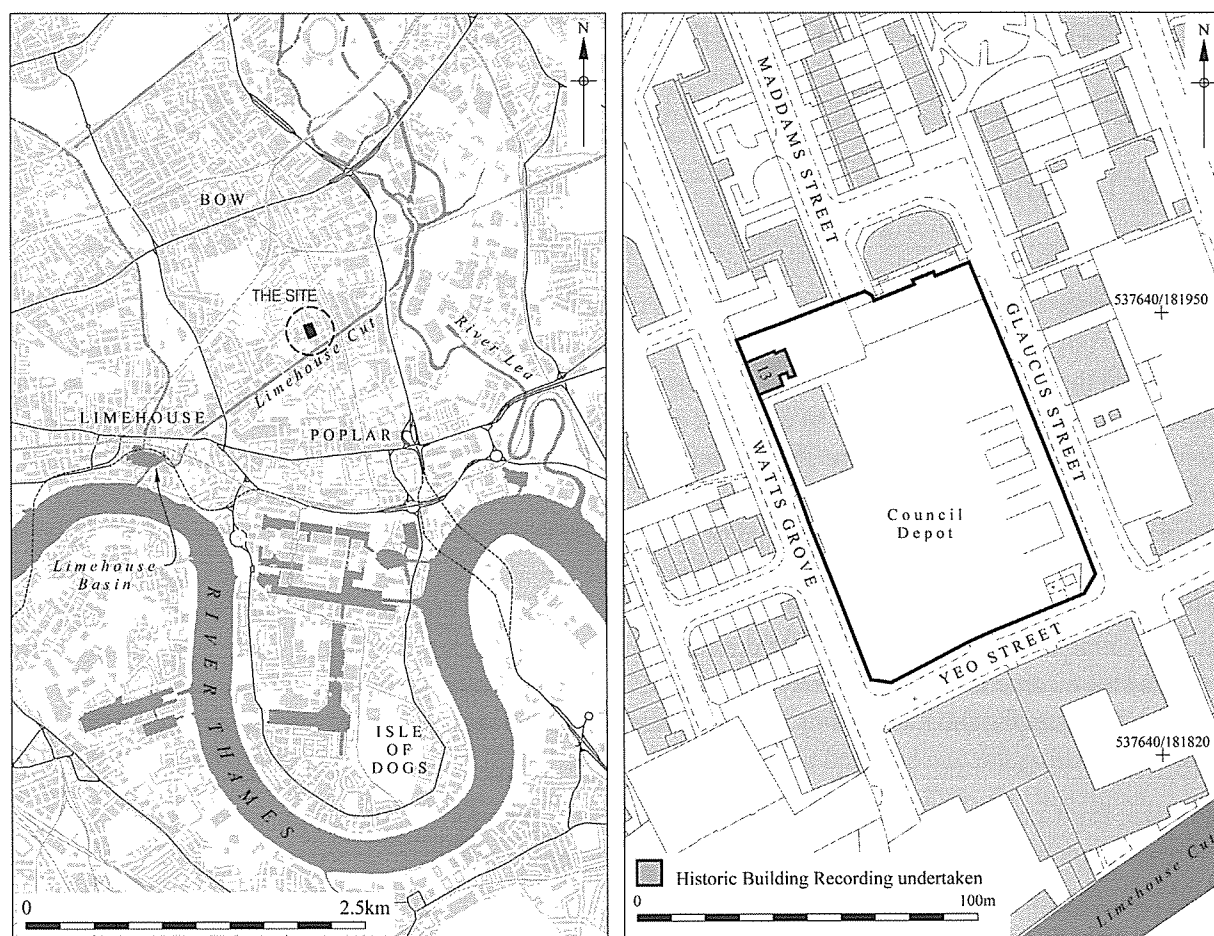 N
BOW
THE SITE
Limehouse Cut
River Lea
LIMEHOUSE
POPLAR
Limehouse
Basin
RIVER THAMES
ISLE
OF
DOGS
0
2.5km
N
MADDAMS STREET
537640/181950
GLAUCUS STREET
13
WATTS GROVE
Council
Depot
YEO STREET
537640/181820
Historic Building Recording undertaken
0
100m
Limehouse Cut